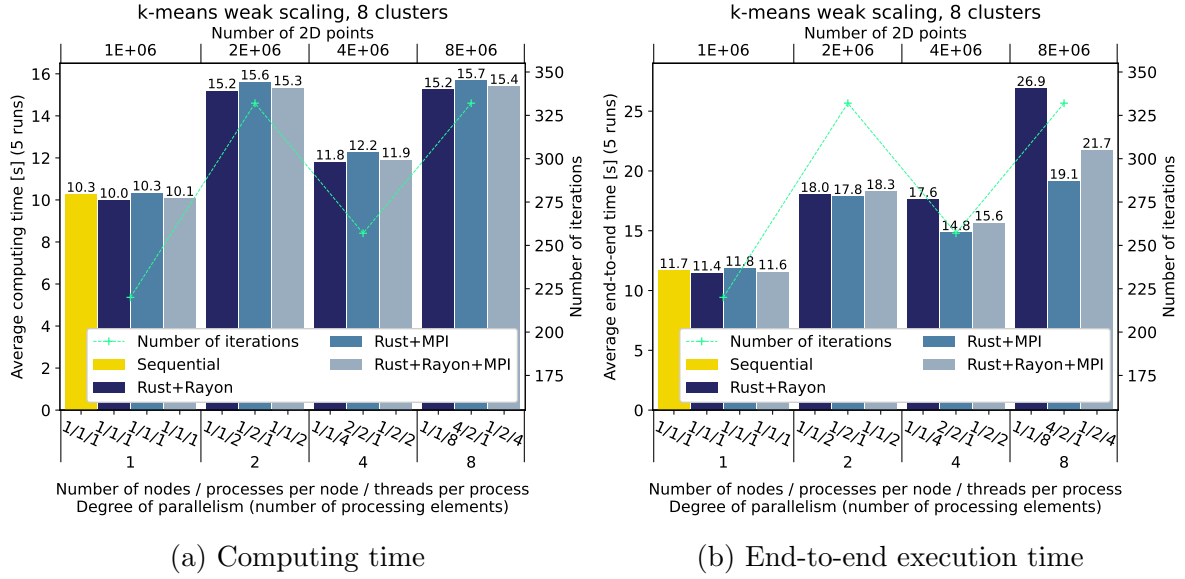 k-means weak scaling, 8 clusters
Number of 2D points
1E+06 2E+06 4E+06 8E+06
Average computing time [s] (5 runs)
16
14
12
10
8
6
4
2
0
10.3 10.0 10.3 10.1 15.2 15.6 15.3 11.8 12.2 11.9 15.2 15.7 15.4
350
325
300
275
250
225
200
175
Number of iterations
Number of iterations
Sequential
Rust+Rayon
Rust+MPI
Rust+Rayon+MPI
1/1/1 1/1/1 1/1/1 1/1/1 1/1/2 1/2/1 1/1/2 1/1/4 2/2/1 1/2/2 1/1/8 4/2/1 1/2/4
1 2 4 8
Number of nodes / processes per node / threads per process
Degree of parallelism (number of processing elements)
(a) Computing time
k-means weak scaling, 8 clusters
Number of 2D points
1E+06 2E+06 4E+06 8E+06
Average end-to-end time [s] (5 runs)
25
20
15
10
5
0
11.7 11.4 11.8 11.6 18.0 17.8 18.3 17.6 14.8 15.6 26.9 19.1 21.7
350
325
300
275
250
225
200
175
Number of iterations
Number of iterations
Sequential
Rust+Rayon
Rust+MPI
Rust+Rayon+MPI
1/1/1 1/1/1 1/1/1 1/1/1 1/1/2 1/2/1 1/1/2 1/1/4 2/2/1 1/2/2 1/1/8 4/2/1 1/2/4
1 2 4 8
Number of nodes / processes per node / threads per process
Degree of parallelism (number of processing elements)
(b) End-to-end execution time